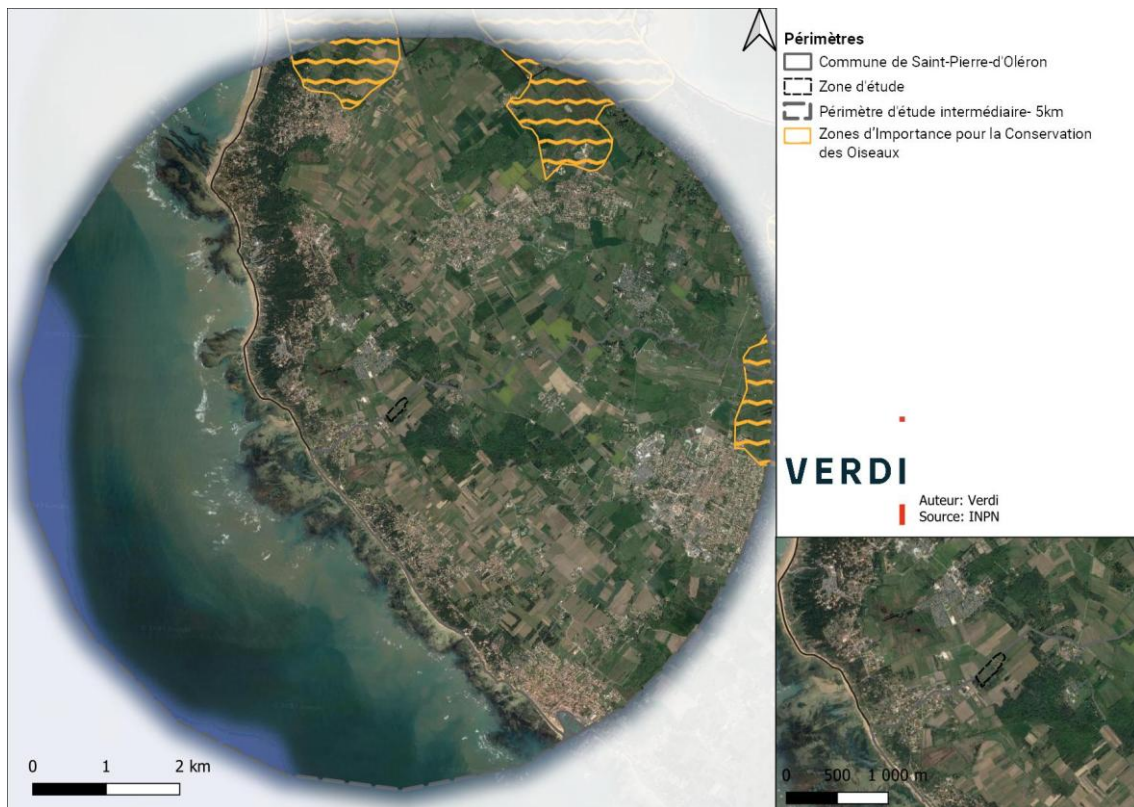 Périmètres
Commune de Saint-Pierre-d'Oléron
Zone d'étude
Périmètre d'étude intermédiaire- 5km
Zones d'Importance pour la Conservation
des Oiseaux
VERDI
Auteur: Verdi
Source: INPN
0 1 2 km
0 500 1 000 m